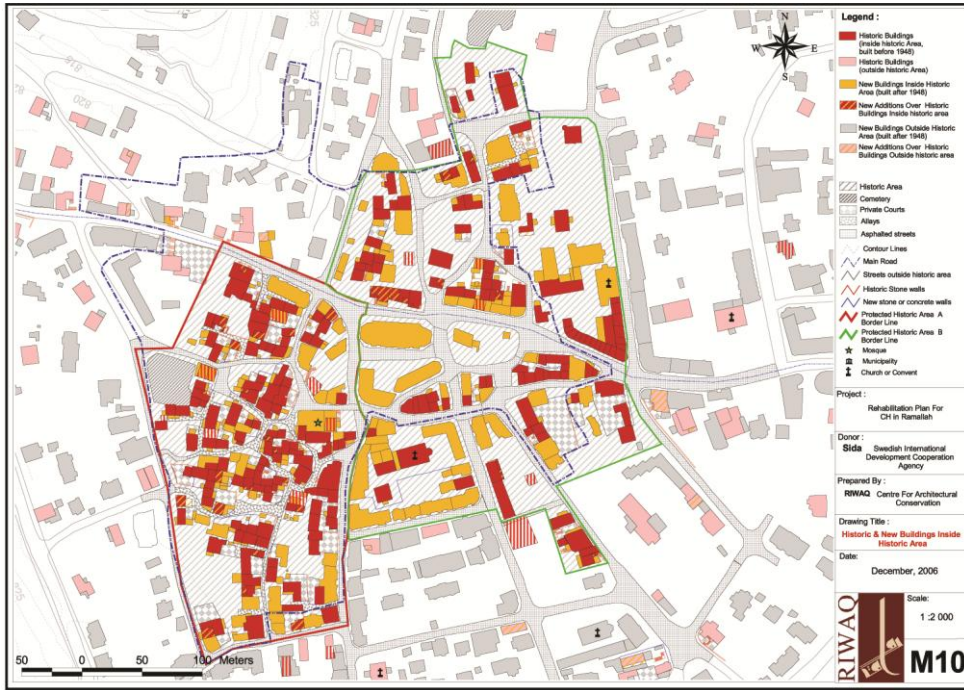 825
815
820
825
N
W
E
S
Legend :
Historic Buildings
(inside historic Area,
built before 1948)
Historic Buildings
(outside historic Area)
New Buildings Inside Historic
Area (built after 1948)
New Additions Over Historic
Buildings Inside historic area
New Buildings Outside Historic
Area (built after 1948)
New Additions Over Historic
Buildings Outside historic area
Historic Area
Cemetery
Private Courts
Allays
Asphalted streets
Contour Lines
Main Road
Streets outside historic area
Historic Stone walls
New stone or concrete walls
Protected Historic Area A
Border Line
Protected Historic Area B
Border Line
Mosque
Municipality
Church or Convent
Project :
Rehabilitation Plan For
CH in Ramallah
Donor :
Sida Swedish International
Development Cooperation
Agency
Prepared By :
RIWAQ Centre For Architectural
Conservation
Drawing Title :
Historic & New Buildings Inside
Historic Area
Date:
December, 2006
RIWAQ
Scale:
1 :2 000
M10
50 0 50 100 Meters